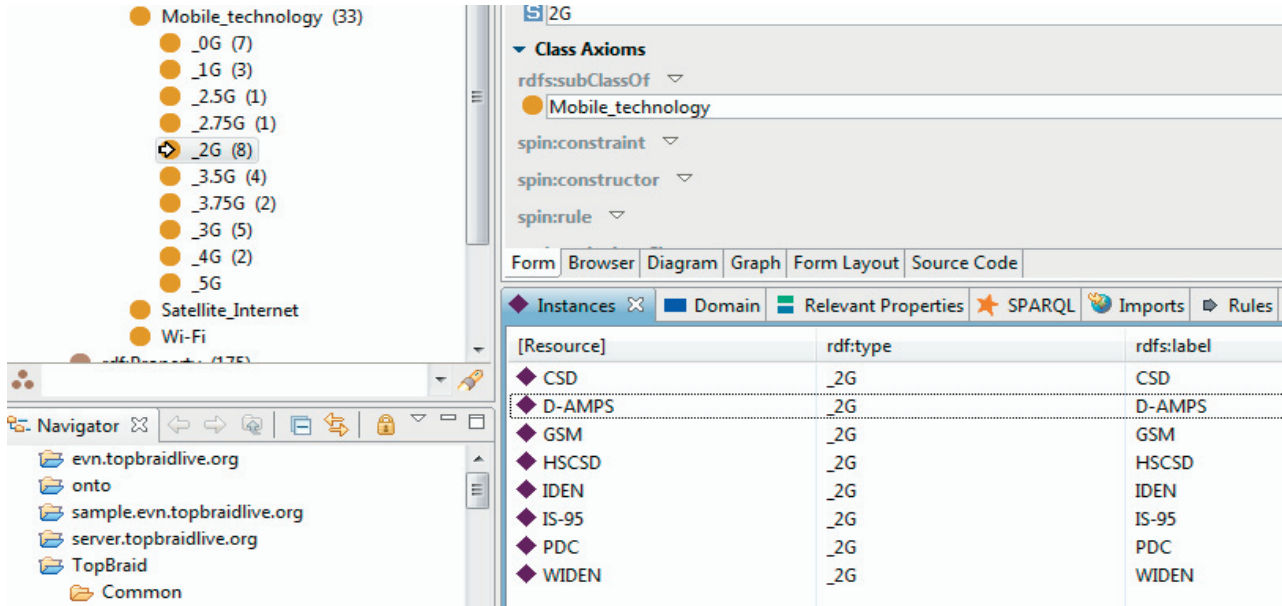 Mobile_technology (33)
_0G (7)
_1G (3)
_2.5G (1)
_2.75G (1)
_2G (8)
_3.5G (4)
_3.75G (2)
_3G (5)
_4G (2)
_5G
Satellite_Internet
Wi-Fi
rdf:Property (175)
Navigator
evn.topbraidlive.org
onto
sample.evn.topbraidlive.org
server.topbraidlive.org
TopBraid
Common
S 2G
Class Axioms
rdfs:subClassOf
Mobile_technology
spin:constraint
spin:constructor
spin:rule
Form Browser Diagram Graph Form Layout Source Code
Instances Domain Relevant Properties SPARQL Imports Rules
[Resource] rdf:type rdfs:label
CSD _2G CSD
D-AMPS _2G D-AMPS
GSM _2G GSM
HSCSD _2G HSCSD
IDEN _2G IDEN
IS-95 _2G IS-95
PDC _2G PDC
WIDEN _2G WIDEN